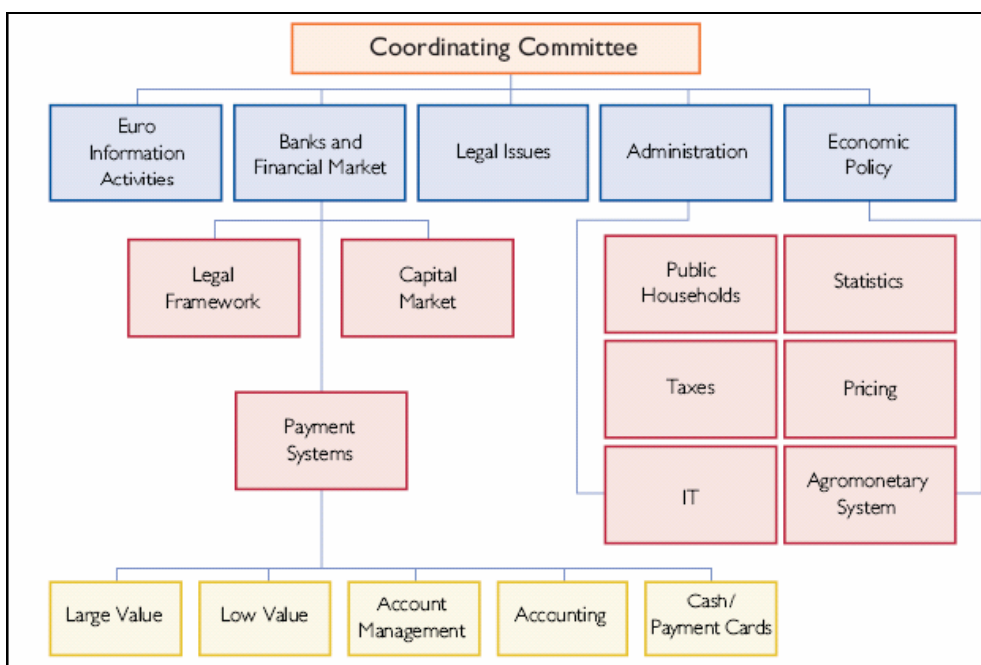 Coordinating Committee
Euro
Information
Activities
Banks and
Financial Market
Legal Issues
Administration
Economic
Policy
Legal
Framework
Capital
Market
Public
Households
Statistics
Taxes
Pricing
Payment
Systems
IT
Agromonetary
System
Large Value
Low Value
Account
Management
Accounting
Cash/
Payment Cards